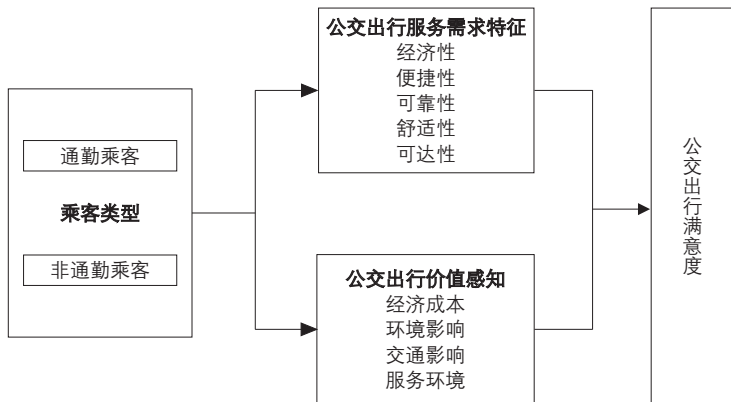 通勤乘客
乘客类型
非通勤乘客
公交出行服务需求特征
经济性
便捷性
可靠性
舒适性
可达性
公交出行价值感知
经济成本
环境影响
交通影响
服务环境
公交出行满意度